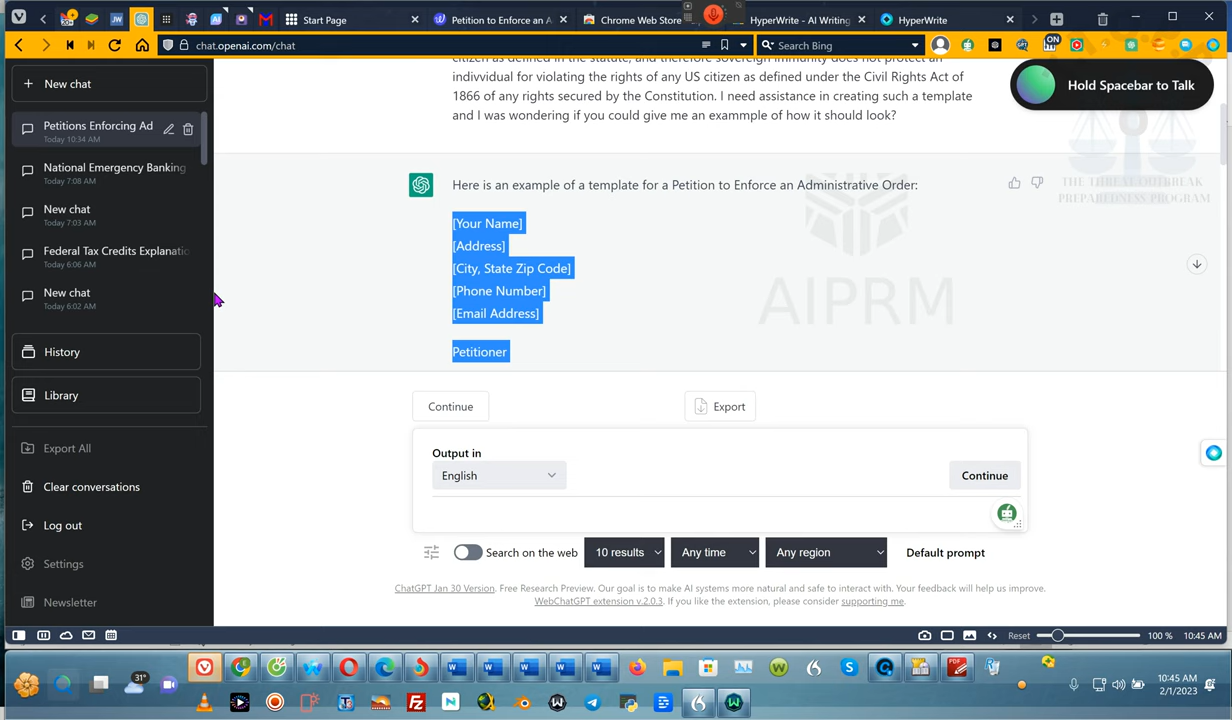 Start Page
Petition to Enforce an A
Chrome Web Store
HyperWrite - AI Writing
HyperWrite
chat.openai.com/chat
Search Bing
ON
New chat
Petitions Enforcing Ad
Today 10:34 AM
National Emergency Banking
Today 7:08 AM
New chat
Today 7:03 AM
Federal Tax Credits Explanatio
Today 6:06 AM
New chat
Today 6:02 AM
History
Library
Export All
Clear conversations
Log out
Settings
Newsletter
citizen as defined in the statute, and therefore sovereign immunity does not protect an
indivvidual for violating the rights of any US citizen as defined under the Civil Rights Act of
1866 of any rights secured by the Constitution. I need assistance in creating such a template
and I was wondering if you could give me an exammple of how it should look?
Hold Spacebar to Talk
THE THREAT OUTBREAK
PREPAREDNESS PROGRAM
Here is an example of a template for a Petition to Enforce an Administrative Order:
[Your Name]
[Address]
[City, State Zip Code]
[Phone Number]
[Email Address]
Petitioner
AIPRM
Continue
Export
Output in
English
Continue
Search on the web
10 results
Any time
Any region
Default prompt
ChatGPT Jan 30 Version. Free Research Preview. Our goal is to make AI systems more natural and safe to interact with. Your feedback will help us improve.
WebChatGPT extension v.2.0.3. If you like the extension, please consider supporting me.
Reset
100 %
10:45 AM
31°
10:45 AM
2/1/2023